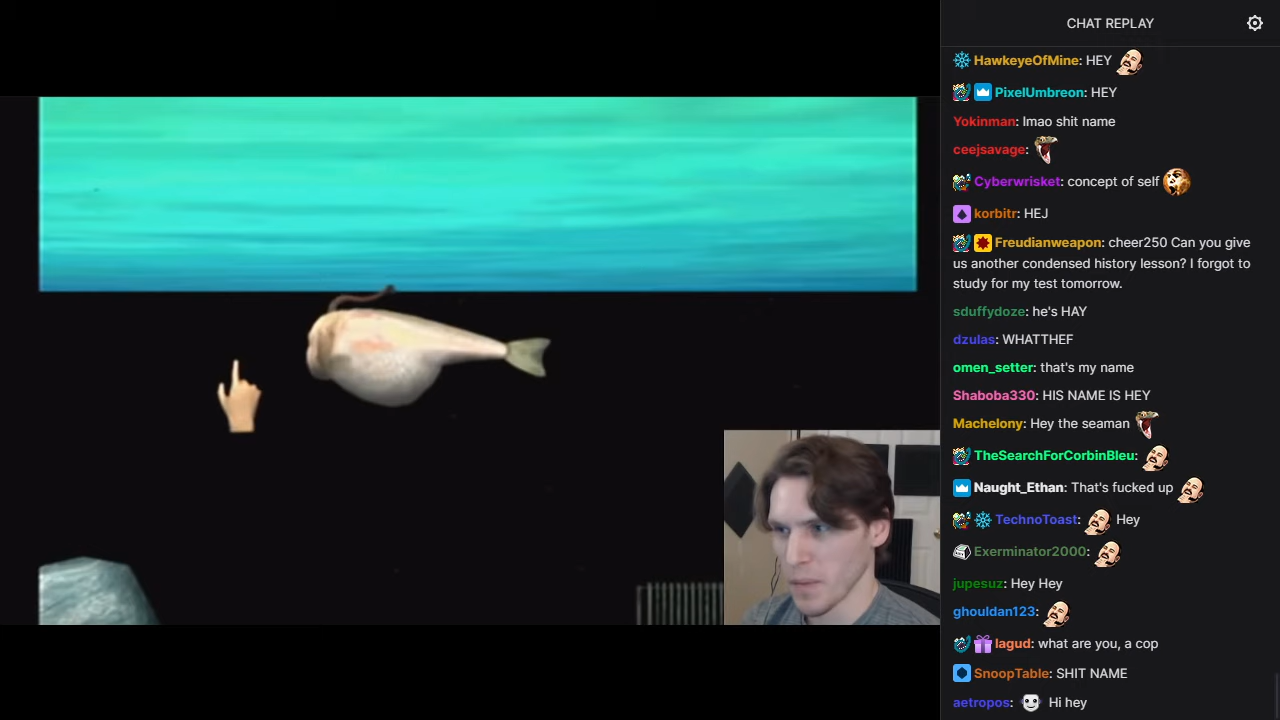 CHAT REPLAY
HawkeyeOfMine: HEY
PixelUmbreon: HEY
Yokinman: lmao shit name
ceejsavage:
Cyberwrisket: concept of self
korbitr: HEJ
Freudianweapon: cheer250 Can you give
us another condensed history lesson? I forgot to
study for my test tomorrow.
sduffydoze: he's HAY
dzulas: WHATTHEF
omen_setter: that's my name
Shaboba330: HIS NAME IS HEY
Machelony: Hey the seaman
TheSearchForCorbinBleu:
Naught_Ethan: That's fucked up
TechnoToast: Hey
Exerminator2000:
jupesuz: Hey Hey
ghouldan123:
lagud: what are you, a cop
SnoopTable: SHIT NAME
aetropos: Hi hey